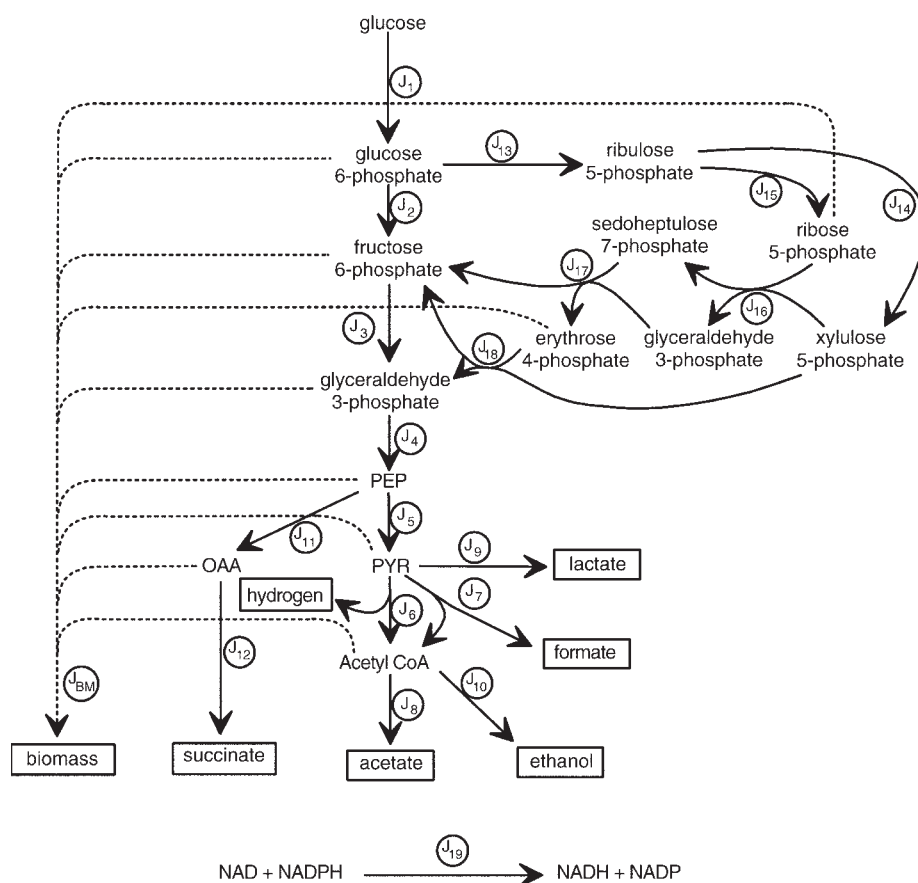 glucose
J1
glucose
6-phosphate
J13
ribulose
5-phosphate
J2
J15
J14
fructose
6-phosphate
sedoheptulose
7-phosphate
ribose
5-phosphate
J17
J16
J3
J18
erythrose
4-phosphate
glyceraldehyde
3-phosphate
xylulose
5-phosphate
glyceraldehyde
3-phosphate
J4
PEP
J11
J5
OAA
PYR
J9
lactate
hydrogen
J6
J7
formate
J12
Acetyl CoA
J10
JBM
J8
biomass
succinate
acetate
ethanol
J19
NAD + NADPH
NADH + NADP